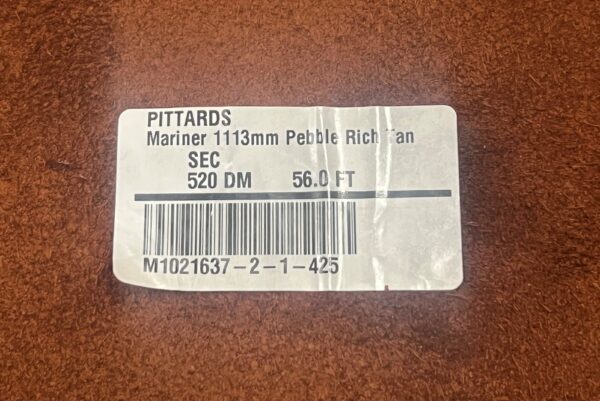 PITTARDS
Mariner 1113mm Pebble Rich Tan
SEC
520 DM 56.0 FT
M1021637-2-1-425